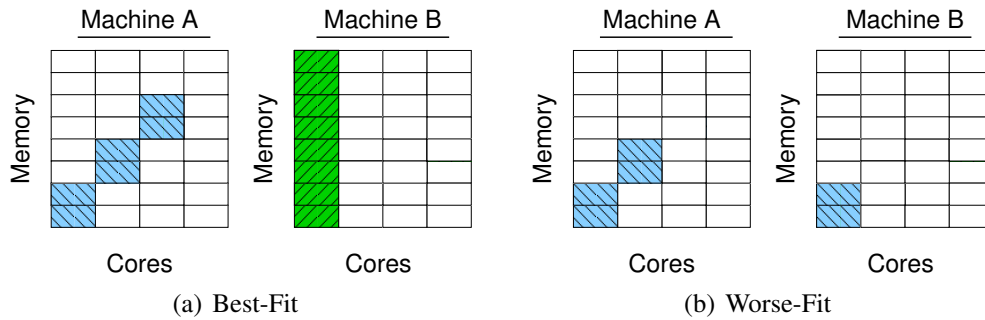 Machine A
Machine B
Machine A
Machine B
Memory
Memory
Memory
Memory
Cores
Cores
Cores
Cores
(a) Best-Fit
(b) Worse-Fit